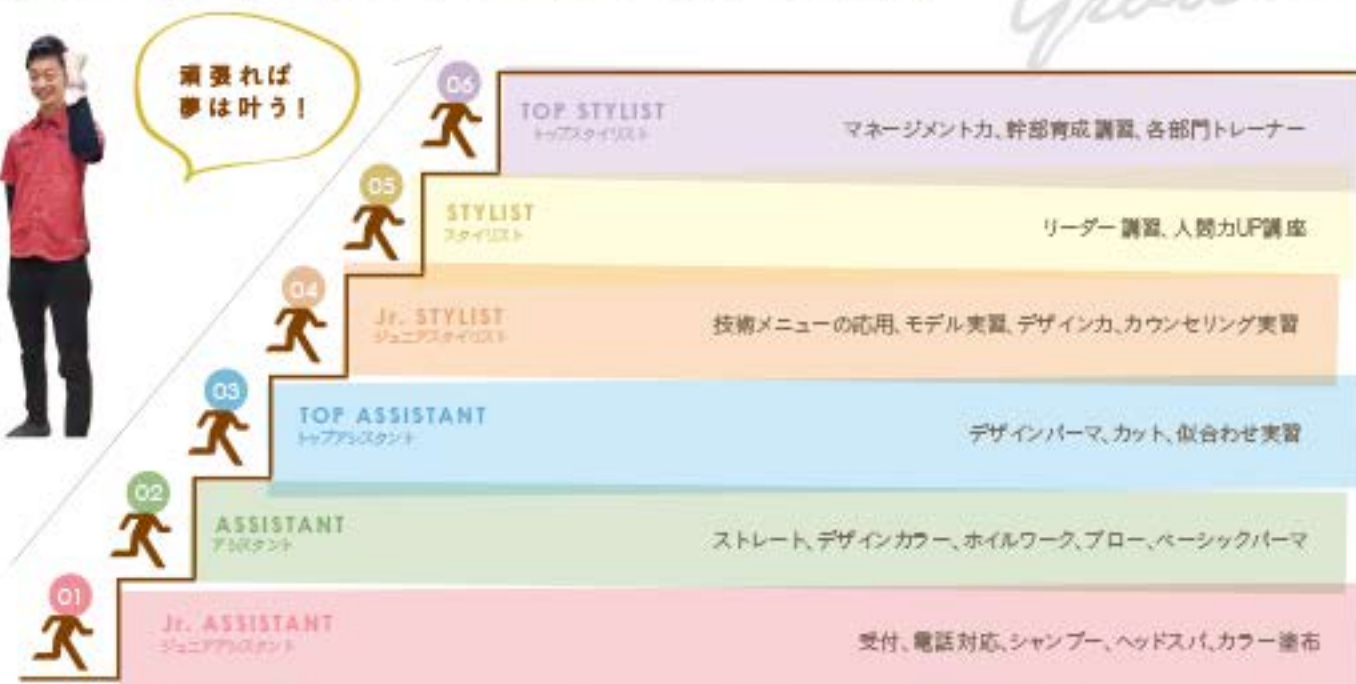 頑張れば
夢は叶う!
06
TOP STYLIST
トップスタイリスト
マネージメント力、幹部育成講習、各部門トレーナー
05
STYLIST
スタイリスト
リーダー講習、人間力UP講座
04
Jr. STYLIST
ジュニアスタイリスト
技術メニューの応用、モデル実習、デザイン力、カウンセリング実習
03
TOP ASSISTANT
トップアシスタント
デザインパーマ、カット、似合わせ実習
02
ASSISTANT
アシスタント
ストレート、デザインカラー、ホイルワーク、ブロー、ベーシックパーマ
01
Jr. ASSISTANT
ジュニアアシスタント
受付、電話対応、シャンプー、ヘッドスパ、カラー塗布